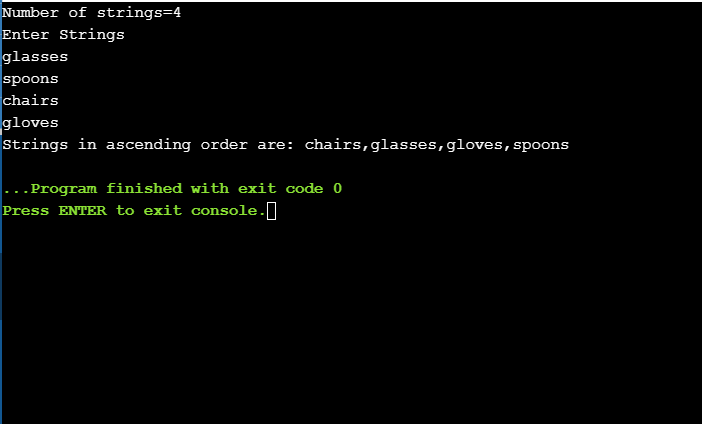 Number of strings=4
Enter Strings
glasses
spoons
chairs
gloves
Strings in ascending order are: chairs,glasses,gloves,spoons
...Program finished with exit code 0
Press ENTER to exit console.